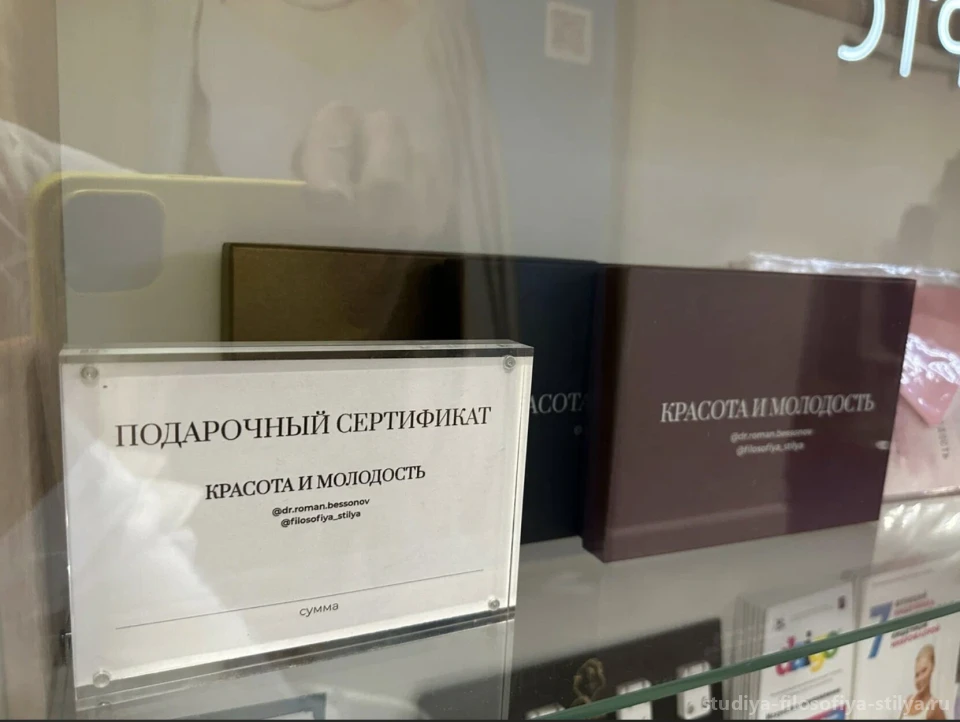 ПОДАРОЧНЫЙ СЕРТИФИКАТ
КРАСОТА И МОЛОДОСТЬ
@dr.roman.bessonov
@filosofiya_stilya
сумма
КРАСОТА И МОЛОДОСТЬ
@dr.roman.bessonov
@filosofiya_stilya
7
studiya-filosofiya-stilya.ru